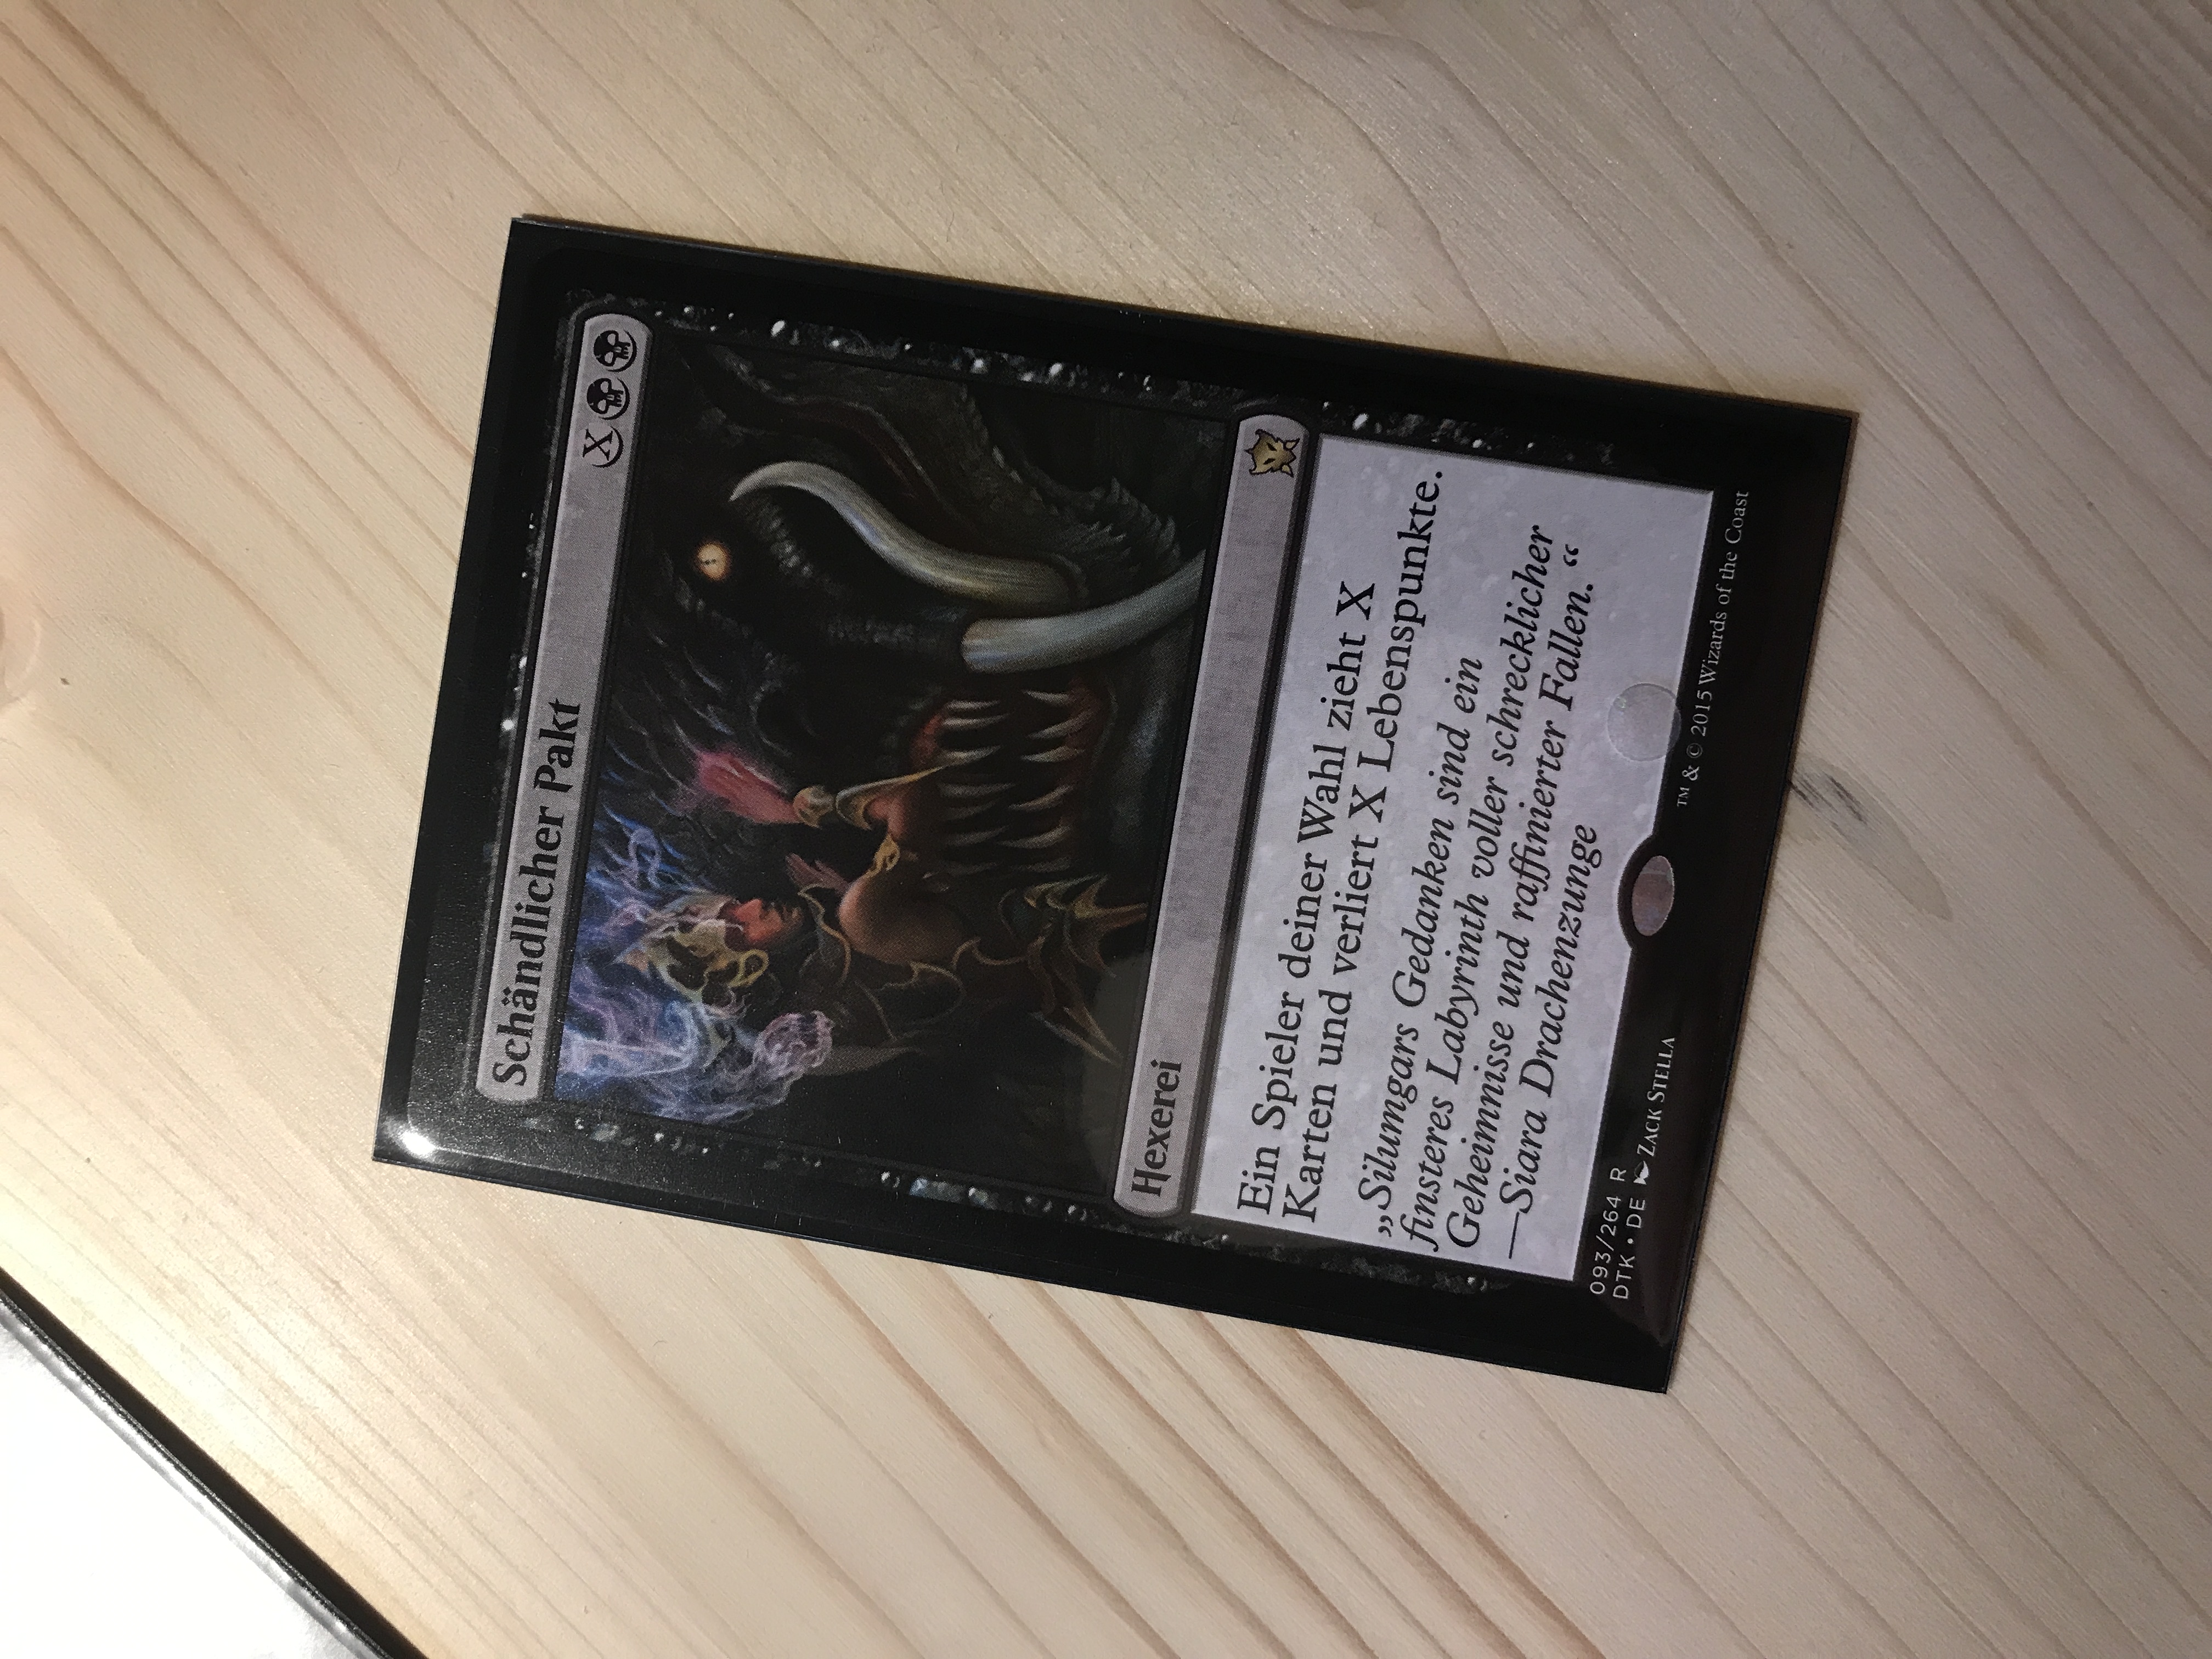 Schändlicher Pakt
X
Hexerei
Ein Spieler deiner Wahl zieht X
Karten und verliert X Lebenspunkte.
„Silumgars Gedanken sind ein
finsteres Labyrinth voller schrecklicher
Geheimnisse und raffinierter Fallen.“
—Siara Drachenzunge
093/264 R
DTK • DE Zack Stella
™ & © 2015 Wizards of the Coast